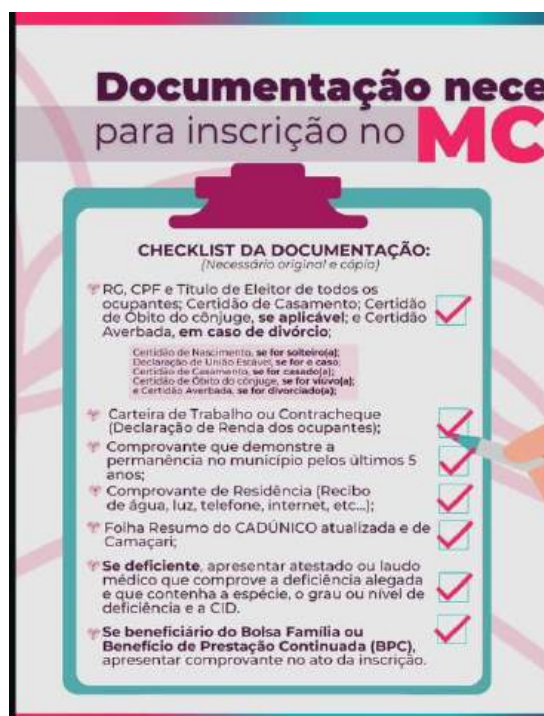 Documentação nece
para inscrição no MC
CHECKLIST DA DOCUMENTAÇÃO:
(Necessário original e cópia)
RG, CPF e Título de Eleitor de todos os
ocupantes; Certidão de Casamento; Certidão
de Óbito do cônjuge, se aplicável; e Certidão
Averbada, em caso de divórcio;
Certidão de Nascimento, se for solteiro(a);
Declaração de União Estável, se for o caso;
Certidão de Casamento, se for casado(a);
Certidão de Óbito do cônjuge, se for viúvo(a);
e Certidão Averbada, se for divorciado(a);
Carteira de Trabalho ou Contracheque
(Declaração de Renda dos ocupantes);
Comprovante que demonstre a
permanência no município pelos últimos 5
anos;
Comprovante de Residência (Recibo
de água, luz, telefone, internet, etc...);
Folha Resumo do CADÚNICO atualizada e de
Camaçari;
Se deficiente, apresentar atestado ou laudo
médico que comprove a deficiência alegada
e que contenha a espécie, o grau ou nível de
deficiência e a CID.
Se beneficiário do Bolsa Família ou
Benefício de Prestação Continuada (BPC),
apresentar comprovante no ato da inscrição.